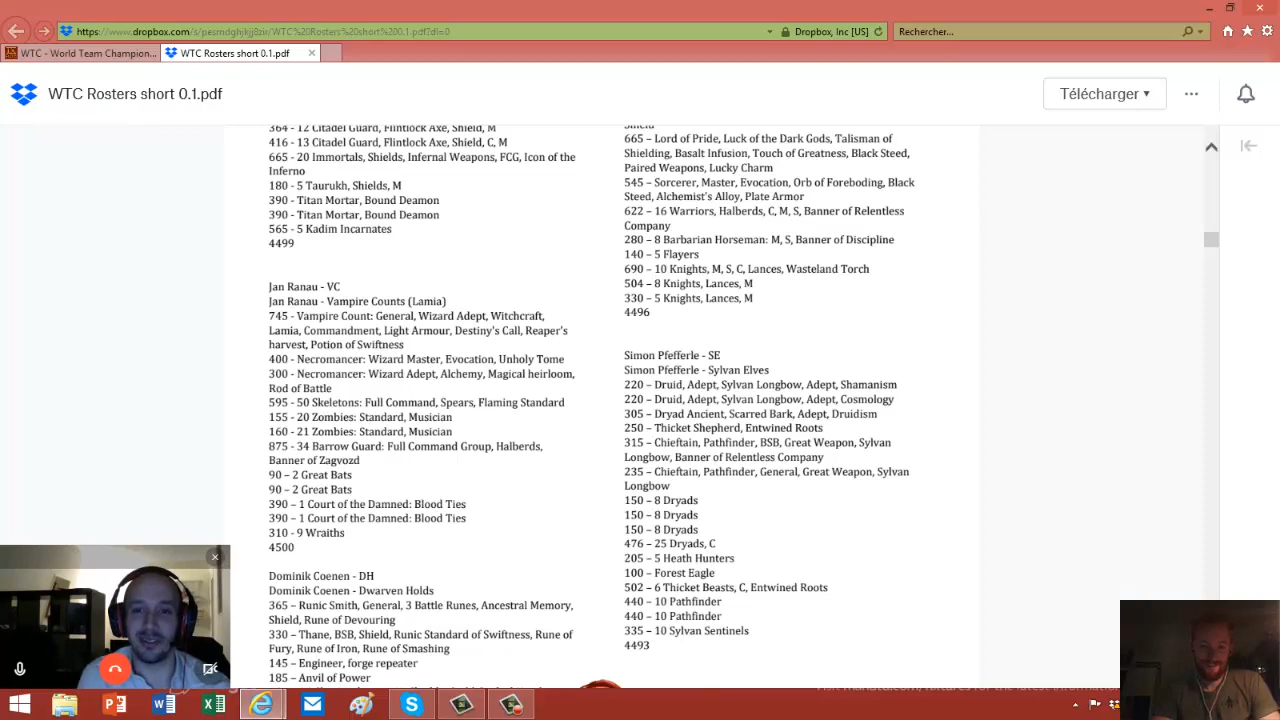 https://www.dropbox.com/s/pesmdghjkjj8zir/WTC%20Rosters%20short%200.1.pdf?dl=0
Dropbox, Inc [US]
Rechercher...
WTC - World Team Champion...
WTC Rosters short 0.1.pdf
WTC Rosters short 0.1.pdf
Télécharger
364 - 12 Citadel Guard, Flintlock Axe, Shield, M
416 - 13 Citadel Guard, Flintlock Axe, Shield, C, M
665 - 20 Immortals, Shields, Infernal Weapons, FCG, Icon of the
Inferno
180 - 5 Taurukh, Shields, M
390 - Titan Mortar, Bound Deamon
390 - Titan Mortar, Bound Deamon
565 - 5 Kadim Incarnates
4499
Jan Ranau - VC
Jan Ranau - Vampire Counts (Lamia)
745 - Vampire Count: General, Wizard Adept, Witchcraft,
Lamia, Commandment, Light Armour, Destiny's Call, Reaper's
harvest, Potion of Swiftness
400 - Necromancer: Wizard Master, Evocation, Unholy Tome
300 - Necromancer: Wizard Adept, Alchemy, Magical heirloom,
Rod of Battle
595 - 50 Skeletons: Full Command, Spears, Flaming Standard
155 - 20 Zombies: Standard, Musician
160 - 21 Zombies: Standard, Musician
875 - 34 Barrow Guard: Full Command Group, Halberds,
Banner of Zagvozd
90 – 2 Great Bats
90 – 2 Great Bats
390 – 1 Court of the Damned: Blood Ties
390 – 1 Court of the Damned: Blood Ties
310 - 9 Wraiths
4500
Dominik Coenen - DH
Dominik Coenen - Dwarven Holds
365 – Runic Smith, General, 3 Battle Runes, Ancestral Memory,
Shield, Rune of Devouring
330 – Thane, BSB, Shield, Runic Standard of Swiftness, Rune of
Fury, Rune of Iron, Rune of Smashing
145 – Engineer, forge repeater
185 – Anvil of Power
Shield
665 – Lord of Pride, Luck of the Dark Gods, Talisman of
Shielding, Basalt Infusion, Touch of Greatness, Black Steed,
Paired Weapons, Lucky Charm
545 – Sorcerer, Master, Evocation, Orb of Foreboding, Black
Steed, Alchemist's Alloy, Plate Armor
622 – 16 Warriors, Halberds, C, M, S, Banner of Relentless
Company
280 – 8 Barbarian Horseman: M, S, Banner of Discipline
140 – 5 Flayers
690 – 10 Knights, M, S, C, Lances, Wasteland Torch
504 – 8 Knights, Lances, M
330 – 5 Knights, Lances, M
4496
Simon Pfefferle - SE
Simon Pfefferle - Sylvan Elves
220 – Druid, Adept, Sylvan Longbow, Adept, Shamanism
220 – Druid, Adept, Sylvan Longbow, Adept, Cosmology
305 – Dryad Ancient, Scarred Bark, Adept, Druidism
250 – Thicket Shepherd, Entwined Roots
315 – Chieftain, Pathfinder, BSB, Great Weapon, Sylvan
Longbow, Banner of Relentless Company
235 – Chieftain, Pathfinder, General, Great Weapon, Sylvan
Longbow
150 – 8 Dryads
150 – 8 Dryads
150 – 8 Dryads
476 – 25 Dryads, C
205 – 5 Heath Hunters
100 – Forest Eagle
502 – 6 Thicket Beasts, C, Entwined Roots
440 – 10 Pathfinder
440 – 10 Pathfinder
335 – 10 Sylvan Sentinels
4493